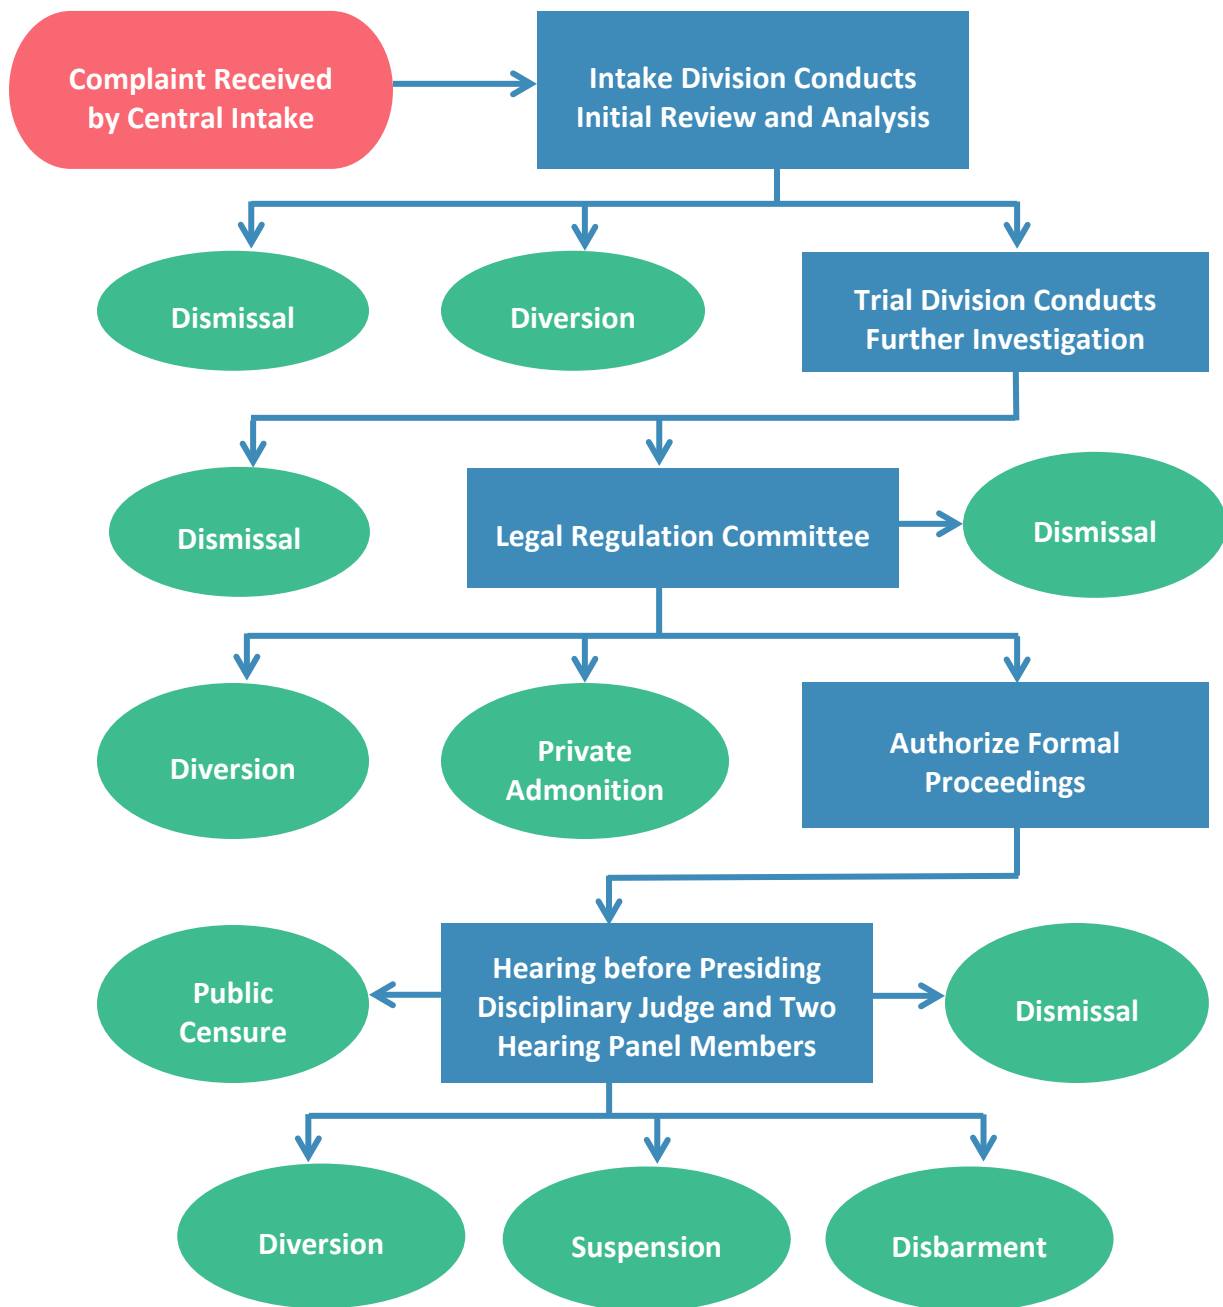 Complaint Received
by Central Intake
Intake Division Conducts
Initial Review and Analysis
Dismissal
Diversion
Trial Division Conducts
Further Investigation
Dismissal
Legal Regulation Committee
Dismissal
Diversion
Private
Admonition
Authorize Formal
Proceedings
Public
Censure
Hearing before Presiding
Disciplinary Judge and Two
Hearing Panel Members
Dismissal
Diversion
Suspension
Disbarment